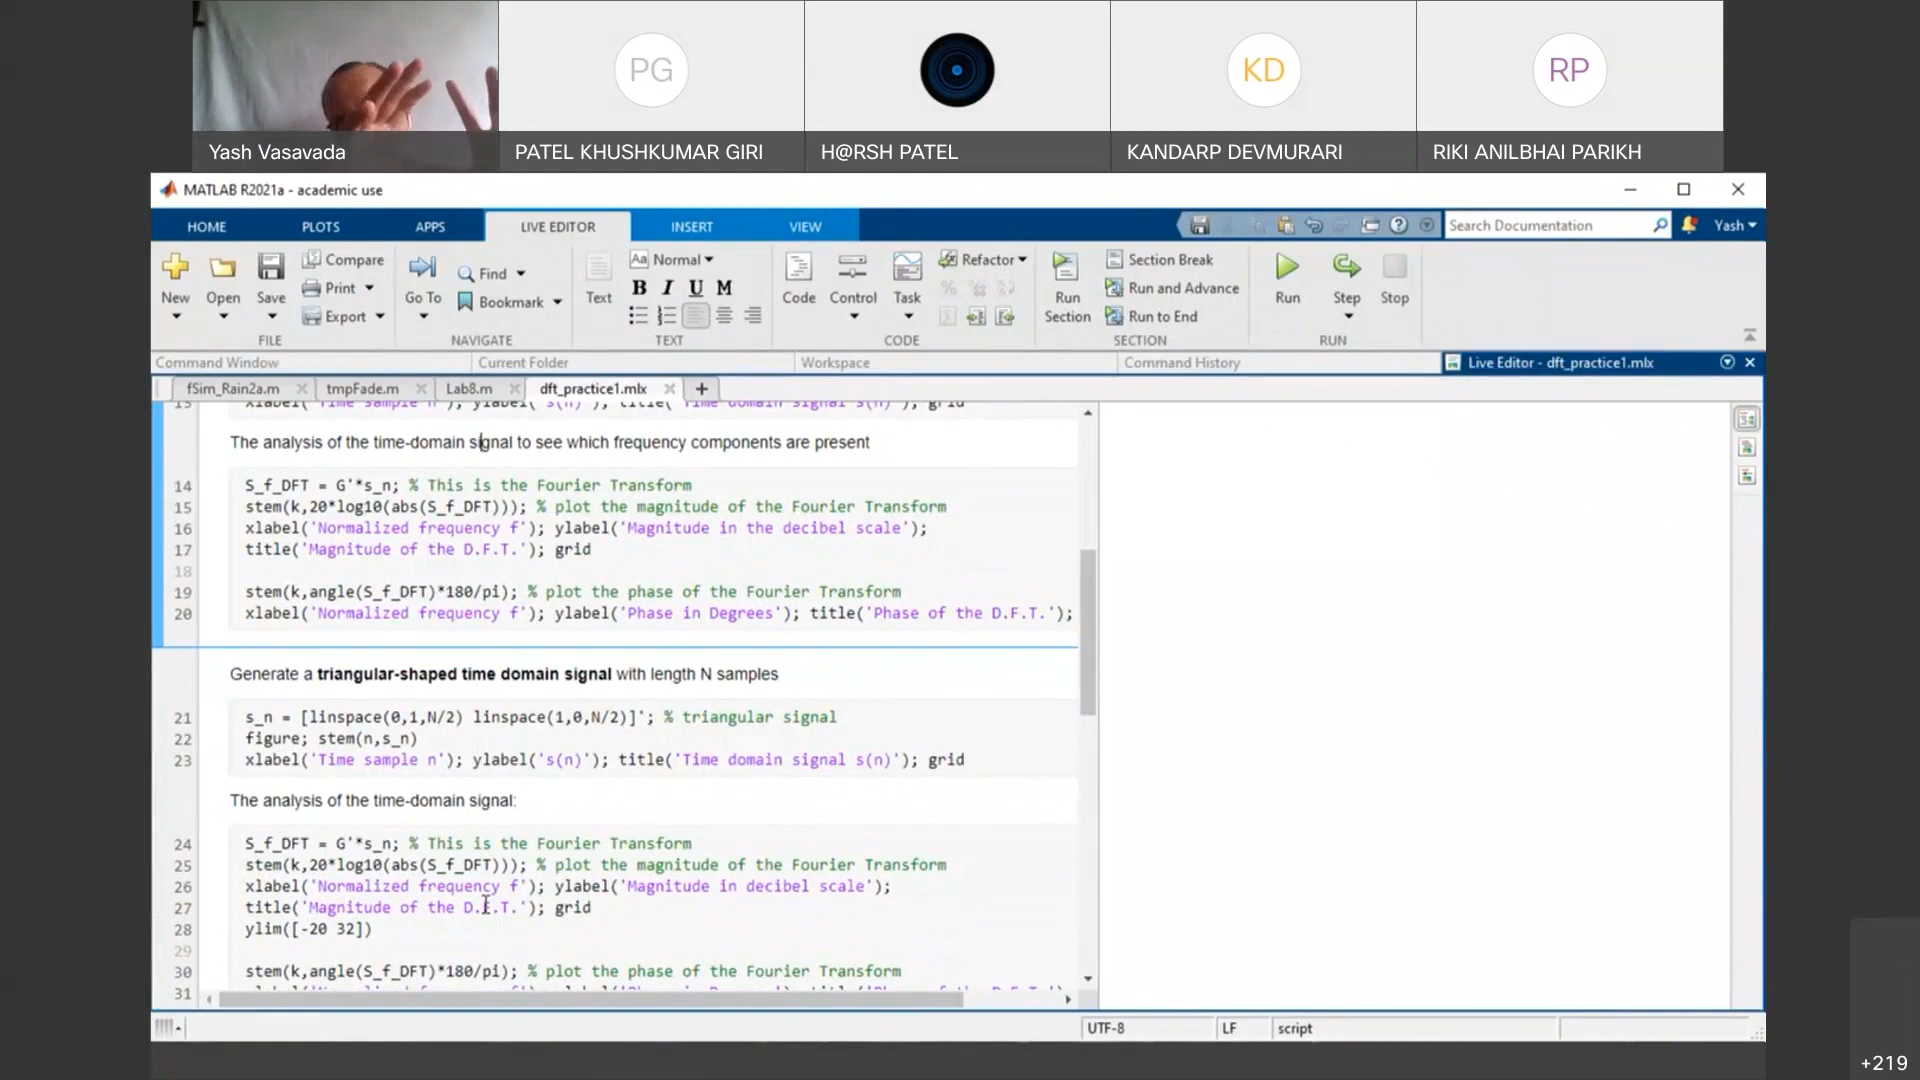 PG
KD
RP
Yash Vasavada
PATEL KHUSHKUMAR GIRI
H@RSH PATEL
KANDARP DEVMURARI
RIKI ANILBHAI PARIKH
MATLAB R2021a - academic use
HOME PLOTS APPS LIVE EDITOR INSERT VIEW
Search Documentation
Yash
New
Open
Save
Compare
Print
Export
FILE
Go To
Find
Bookmark
NAVIGATE
Text
Aa Normal
B I U M
TEXT
Code
Control
Task
Refactor
CODE
Run Section
Section Break
Run and Advance
Run to End
SECTION
Run
Step
Stop
RUN
Command Window
Current Folder
Workspace
Command History
Live Editor - dft_practice1.mlx
fSim_Rain2a.m
tmpFade.m
Lab8.m
dft_practice1.mlx
13 xlabel('Time sample n'); ylabel('s(n)'); title('Time domain signal s(n)'); grid
The analysis of the time-domain signal to see which frequency components are present
14 S_f_DFT = G'*s_n; % This is the Fourier Transform
15 stem(k,20*log10(abs(S_f_DFT))); % plot the magnitude of the Fourier Transform
16 xlabel('Normalized frequency f'); ylabel('Magnitude in the decibel scale');
17 title('Magnitude of the D.F.T.'); grid
18
19 stem(k,angle(S_f_DFT)*180/pi); % plot the phase of the Fourier Transform
20 xlabel('Normalized frequency f'); ylabel('Phase in Degrees'); title('Phase of the D.F.T.');
Generate a triangular-shaped time domain signal with length N samples
21 s_n = [linspace(0,1,N/2) linspace(1,0,N/2)]'; % triangular signal
22 figure; stem(n,s_n)
23 xlabel('Time sample n'); ylabel('s(n)'); title('Time domain signal s(n)'); grid
The analysis of the time-domain signal:
24 S_f_DFT = G'*s_n; % This is the Fourier Transform
25 stem(k,20*log10(abs(S_f_DFT))); % plot the magnitude of the Fourier Transform
26 xlabel('Normalized frequency f'); ylabel('Magnitude in decibel scale');
27 title('Magnitude of the D.F.T.'); grid
28 ylim([-20 32])
29
30 stem(k,angle(S_f_DFT)*180/pi); % plot the phase of the Fourier Transform
31
UTF-8
LF
script
+219